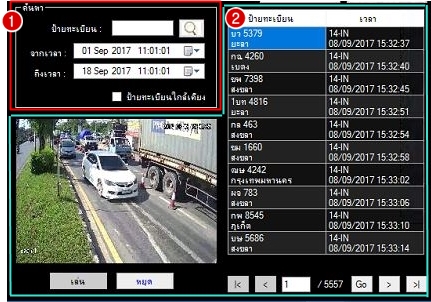 1
ค้นหา
ป้ายทะเบียน :
จากเวลา : 01 Sep 2017 11:01:01
ถึงเวลา : 18 Sep 2017 11:01:01
ป้ายทะเบียนใกล้เคียง
เล่น หยุด
2
ป้ายทะเบียน เวลา
บว 5379 14-IN
ยะลา 08/09/2017 15:32:37
กฉ 4260 14-IN
เบตง 08/09/2017 15:32:40
ขพ 7398 14-IN
สงขลา 08/09/2017 15:32:45
1บท 4816 14-IN
ยะลา 08/09/2017 15:32:51
กธ 463 14-IN
สงขลา 08/09/2017 15:32:54
ขม 1660 14-IN
สงขลา 08/09/2017 15:32:58
ฌษ 4242 14-IN
กรุงเทพมหานคร 08/09/2017 15:33:02
ผจ 783 14-IN
สงขลา 08/09/2017 15:33:06
กพ 8545 14-IN
ภูเก็ต 08/09/2017 15:33:10
บษ 5686 14-IN
สงขลา 08/09/2017 15:33:14
|< < 1 / 5557 Go > >|